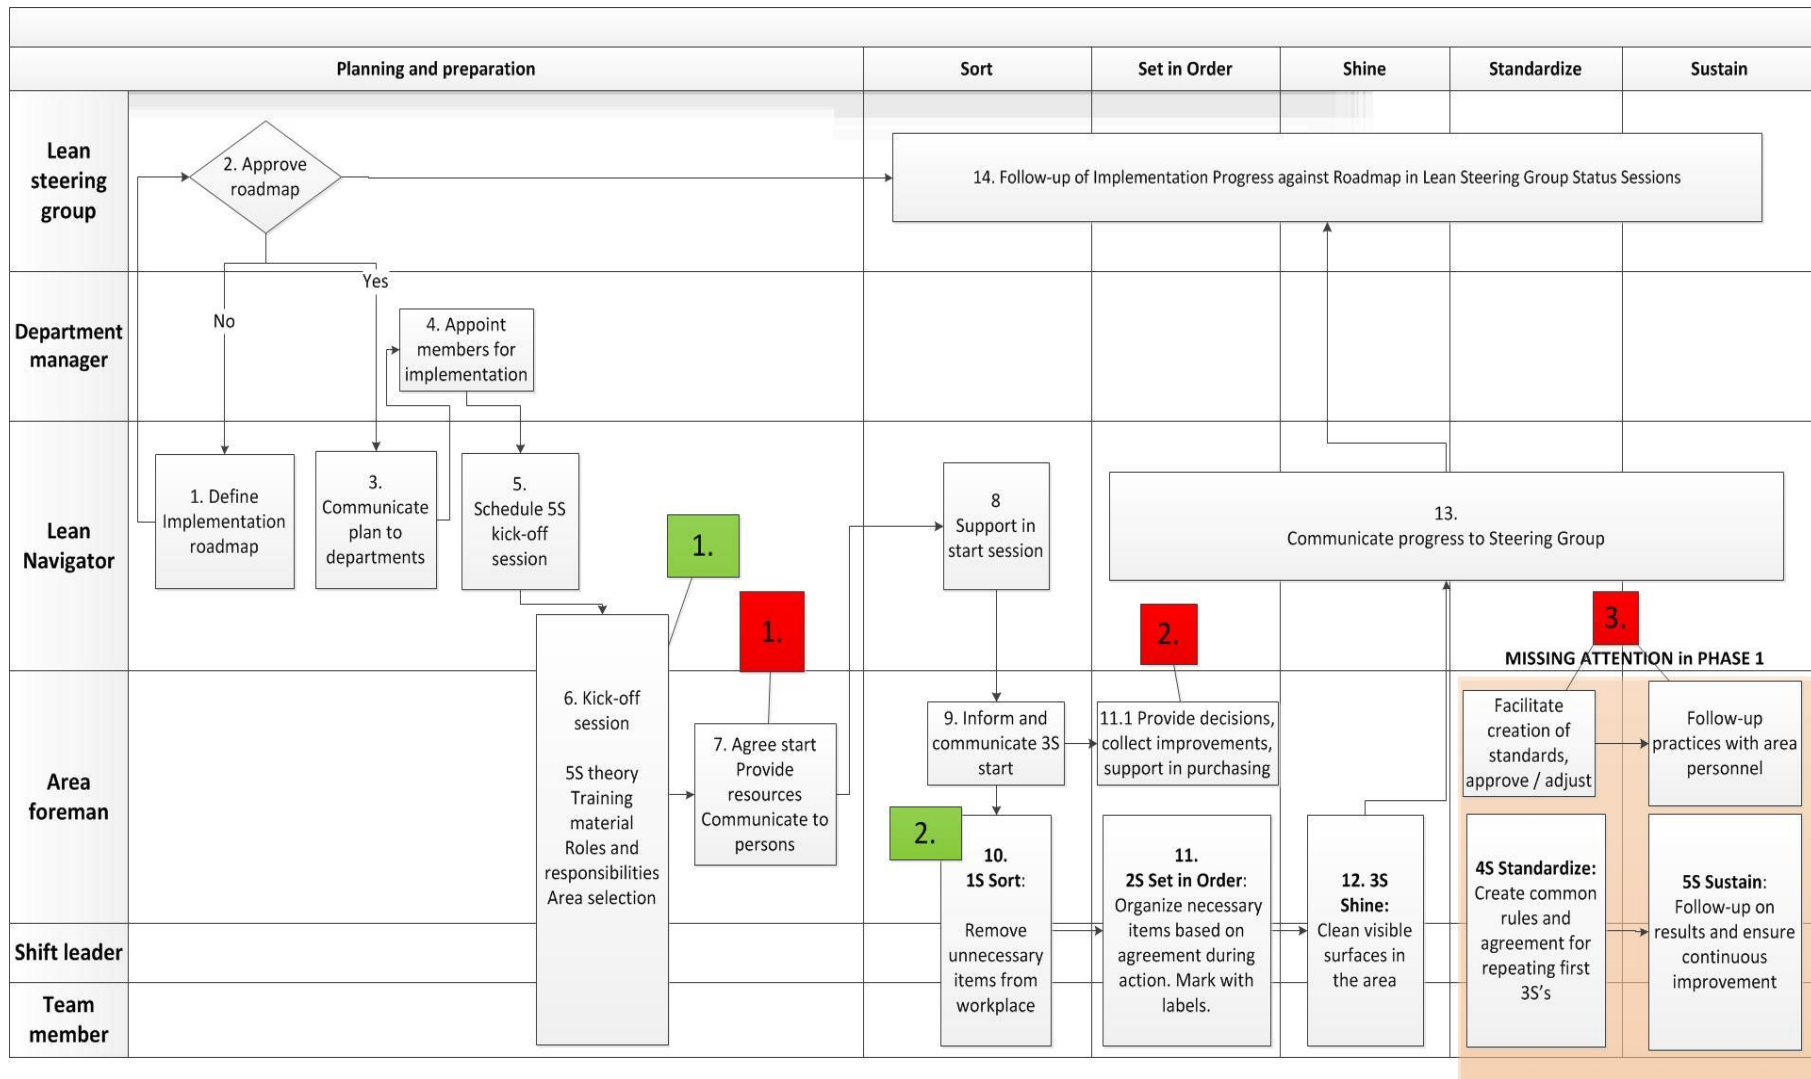 Planning and preparation
Sort
Set in Order
Shine
Standardize
Sustain
Lean
steering
group
2. Approve
roadmap
14. Follow-up of Implementation Progress against Roadmap in Lean Steering Group Status Sessions
Yes
No
Department
manager
4. Appoint
members for
implementation
Lean
Navigator
1. Define
Implementation
roadmap
3.
Communicate
plan to
departments
5.
Schedule 5S
kick-off
session
1.
1.
8
Support in
start session
13.
Communicate progress to Steering Group
2.
3.
MISSING ATTENTION in PHASE 1
Area
foreman
6. Kick-off
session
5S theory
Training
material
Roles and
responsibilities
Area selection
7. Agree start
Provide
resources
Communicate to
persons
9. Inform and
communicate 3S
start
11.1 Provide decisions,
collect improvements,
support in purchasing
Facilitate
creation of
standards,
approve / adjust
Follow-up
practices with area
personnel
2.
10.
1S Sort:
Remove
unnecessary
items from
workplace
11.
2S Set in Order:
Organize necessary
items based on
agreement during
action. Mark with
labels.
12. 3S
Shine:
Clean visible
surfaces in
the area
4S Standardize:
Create common
rules and
agreement for
repeating first
3S's
5S Sustain:
Follow-up on
results and ensure
continuous
improvement
Shift leader
Team
member